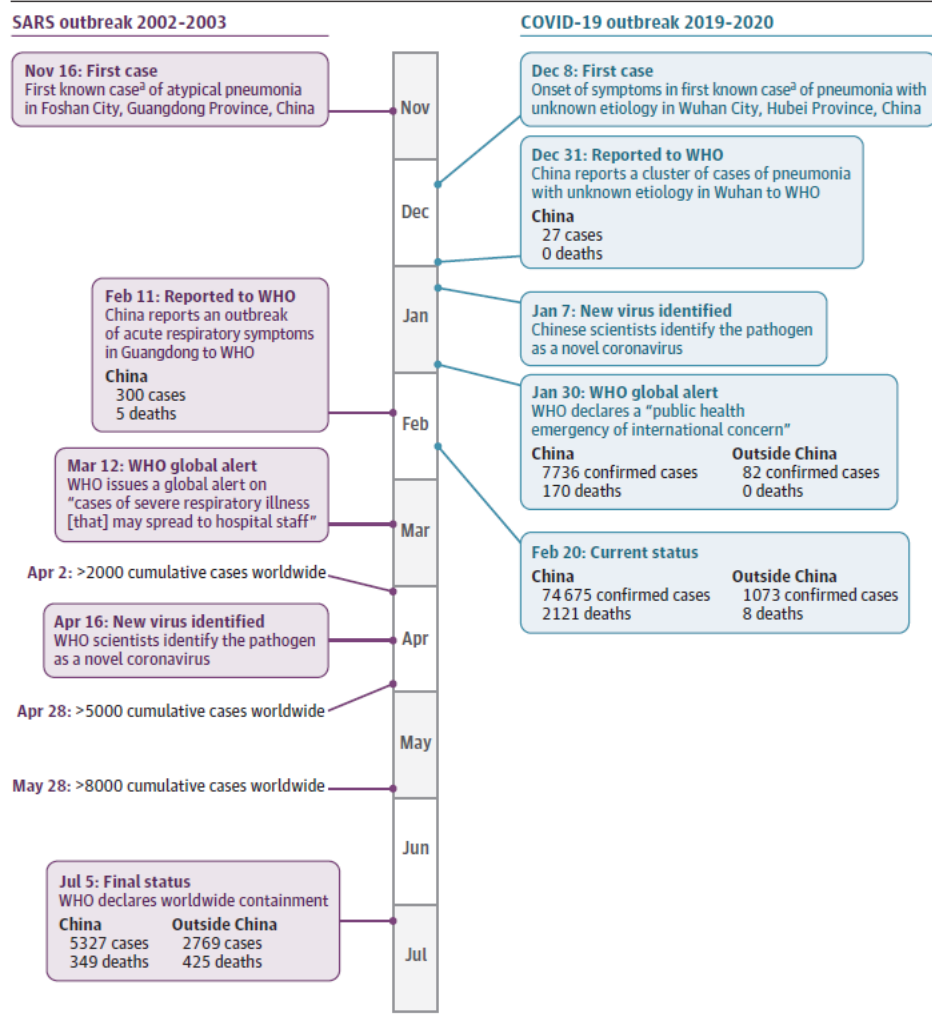 SARS outbreak 2002-2003
Nov 16: First case
First known caseª of atypical pneumonia
in Foshan City, Guangdong Province, China
Feb 11: Reported to WHO
China reports an outbreak
of acute respiratory symptoms
in Guangdong to WHO
China
300 cases
5 deaths
Mar 12: WHO global alert
WHO issues a global alert on
“cases of severe respiratory illness
[that] may spread to hospital staff”
Apr 2: >2000 cumulative cases worldwide
Apr 16: New virus identified
WHO scientists identify the pathogen
as a novel coronavirus
Apr 28: >5000 cumulative cases worldwide
May 28: >8000 cumulative cases worldwide
Jul 5: Final status
WHO declares worldwide containment
China Outside China
5327 cases 2769 cases
349 deaths 425 deaths
Nov
Dec
Jan
Feb
Mar
Apr
May
Jun
Jul
COVID-19 outbreak 2019-2020
Dec 8: First case
Onset of symptoms in first known caseª of pneumonia with
unknown etiology in Wuhan City, Hubei Province, China
Dec 31: Reported to WHO
China reports a cluster of cases of pneumonia
with unknown etiology in Wuhan to WHO
China
27 cases
0 deaths
Jan 7: New virus identified
Chinese scientists identify the pathogen
as a novel coronavirus
Jan 30: WHO global alert
WHO declares a “public health
emergency of international concern”
China Outside China
7736 confirmed cases 82 confirmed cases
170 deaths 0 deaths
Feb 20: Current status
China Outside China
74 675 confirmed cases 1073 confirmed cases
2121 deaths 8 deaths